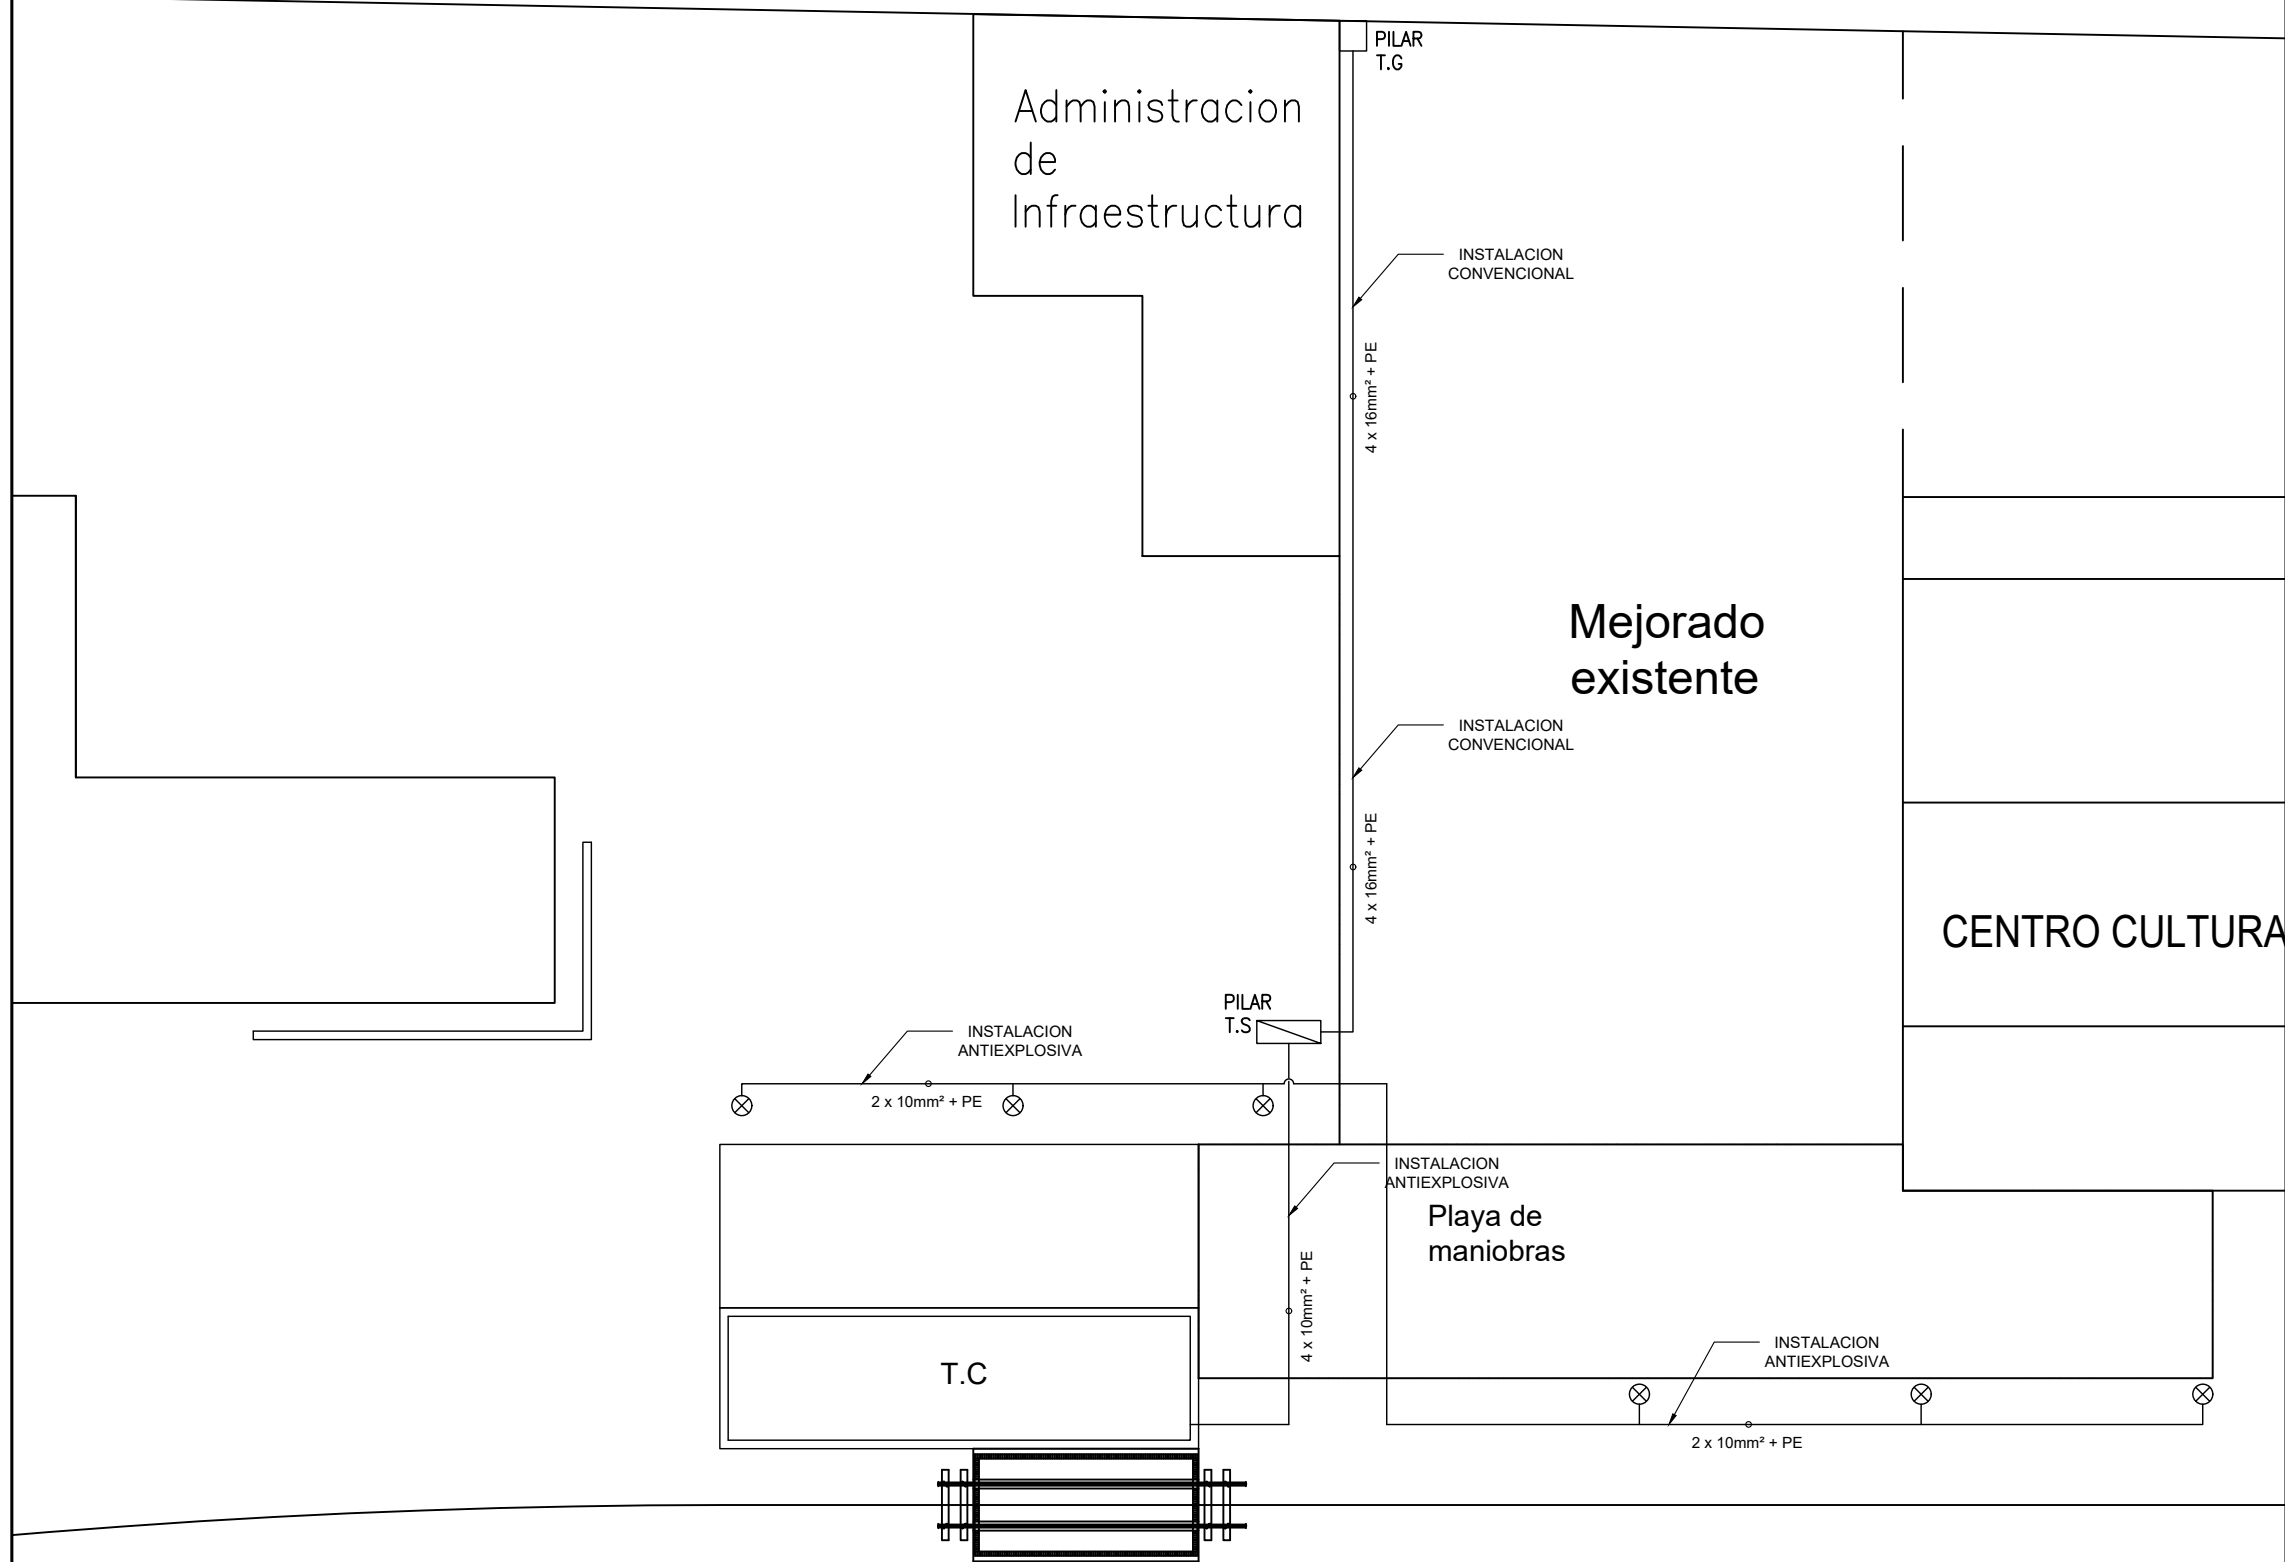 PILAR
T.G
Administracion
de
Infraestructura
INSTALACION
CONVENCIONAL
4 x 16mm² + PE
Mejorado
existente
INSTALACION
CONVENCIONAL
4 x 16mm² + PE
CENTRO CULTURA
PILAR
T.S
INSTALACION
ANTIEXPLOSIVA
2 x 10mm² + PE
INSTALACION
ANTIEXPLOSIVA
Playa de
maniobras
4 x 10mm² + PE
T.C
INSTALACION
ANTIEXPLOSIVA
2 x 10mm² + PE